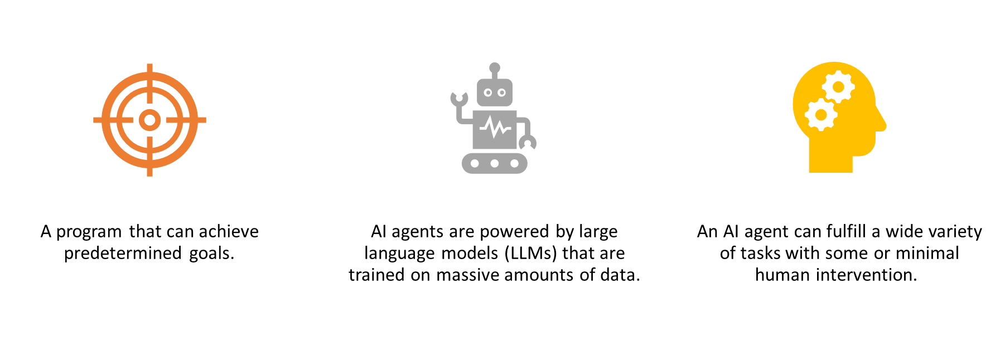 A program that can achieve
predetermined goals.
AI agents are powered by large
language models (LLMs) that are
trained on massive amounts of data.
An AI agent can fulfill a wide variety
of tasks with some or minimal
human intervention.